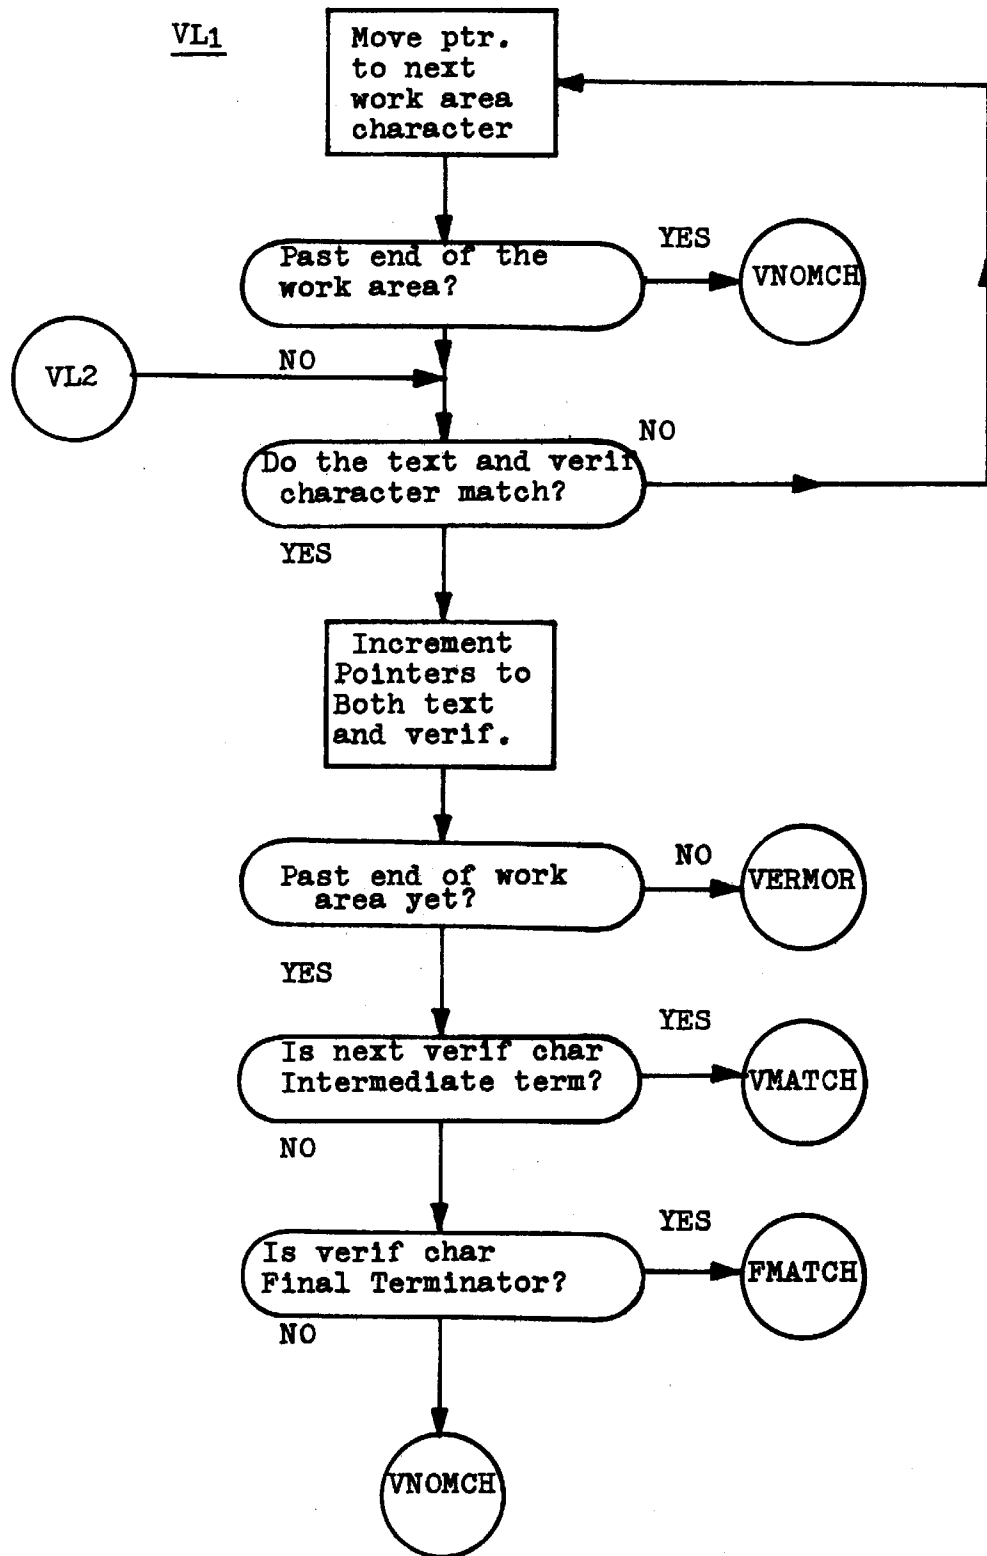 VL1
Move ptr.
to next
work area
character
Past end of the
work area?
YES
VNOMCH
NO
VL2
Do the text and verif
character match?
NO
YES
Increment
Pointers to
Both text
and verif.
Past end of work
area yet?
NO
VERMOR
YES
Is next verif char
Intermediate term?
YES
VMATCH
NO
Is verif char
Final Terminator?
YES
FMATCH
NO
VNOMCH